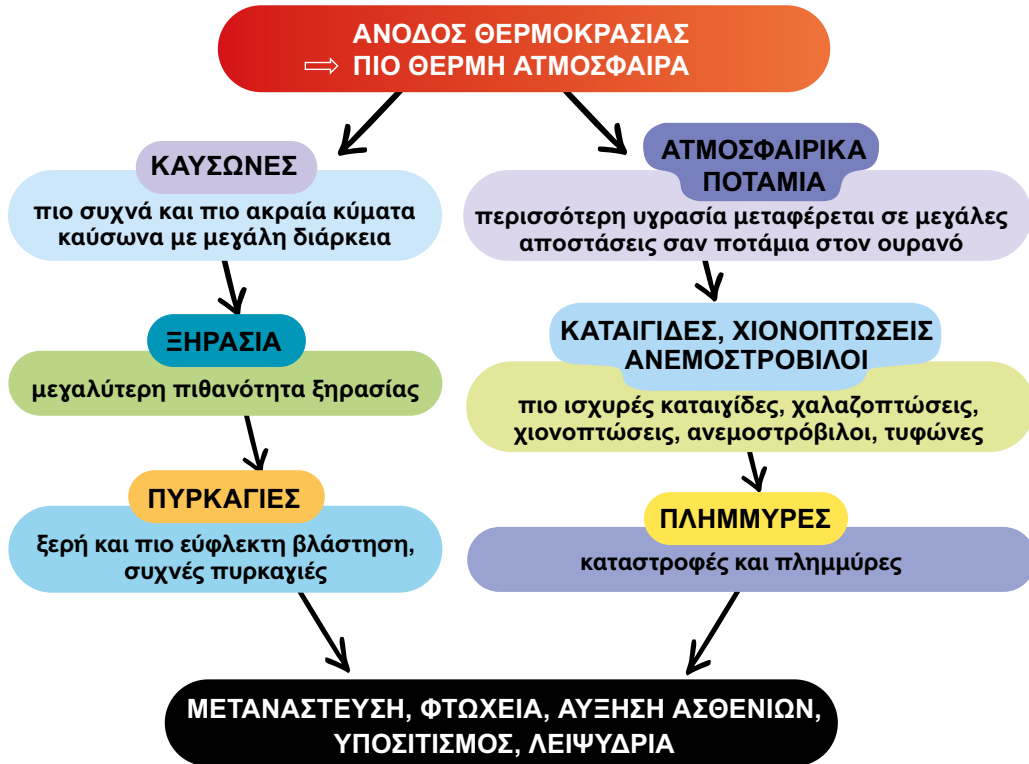 ΑΝΟΔΟΣ ΘΕΡΜΟΚΡΑΣΙΑΣ
⇨ ΠΙΟ ΘΕΡΜΗ ΑΤΜΟΣΦΑΙΡΑ
ΚΑΥΣΩΝΕΣ
πιο συχνά και πιο ακραία κύματα
καύσωνα με μεγάλη διάρκεια
ΞΗΡΑΣΙΑ
μεγαλύτερη πιθανότητα ξηρασίας
ΠΥΡΚΑΓΙΕΣ
ξερή και πιο εύφλεκτη βλάστηση,
συχνές πυρκαγιές
ΑΤΜΟΣΦΑΙΡΙΚΑ
ΠΟΤΑΜΙΑ
περισσότερη υγρασία μεταφέρεται σε μεγάλες
αποστάσεις σαν ποτάμια στον ουρανό
ΚΑΤΑΙΓΙΔΕΣ, ΧΙΟΝΟΠΤΩΣΕΙΣ
ΑΝΕΜΟΣΤΡΟΒΙΛΟΙ
πιο ισχυρές καταιγίδες, χαλαζοπτώσεις,
χιονοπτώσεις, ανεμοστρόβιλοι, τυφώνες
ΠΛΗΜΜΥΡΕΣ
καταστροφές και πλημμύρες
ΜΕΤΑΝΑΣΤΕΥΣΗ, ΦΤΩΧΕΙΑ, ΑΥΞΗΣΗ ΑΣΘΕΝΙΩΝ,
ΥΠΟΣΙΤΙΣΜΟΣ, ΛΕΙΨΥΔΡΙΑ